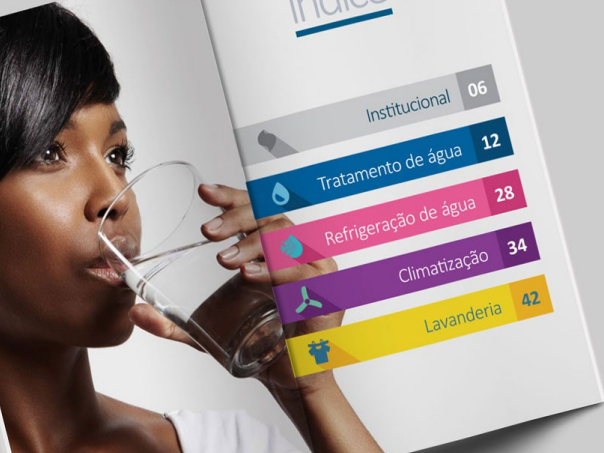 índice
Institucional 06
Tratamento de água 12
Refrigeração de água 28
Climatização 34
Lavanderia 42